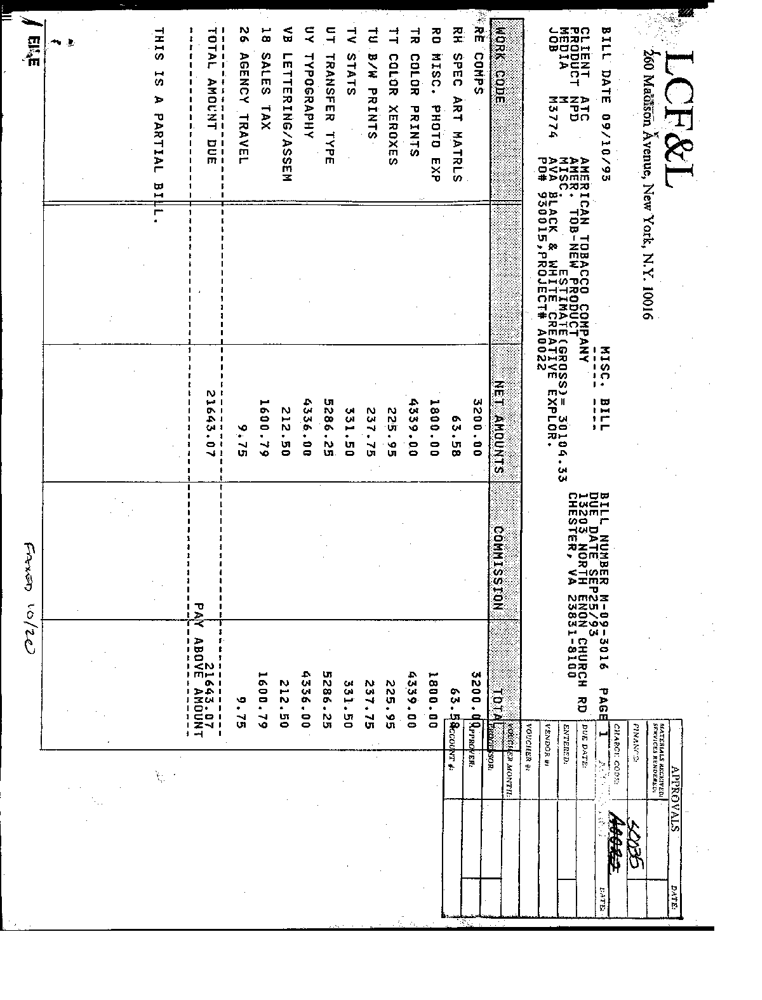 LCF&L
260 Madison Avenue, New York, N.Y. 10016
BILL DATE 09/10/93 MISC. BILL BILL NUMBER M-09-3016 PAGE 1
----- ---- DUE DATE SEP25/93
CLIENT ATC AMERICAN TOBACCO COMPANY 13203 NORTH ENON CHURCH RD
PRODUCT NPD AMER. TOB-NEW PRODUCT CHESTER, VA 23831-8100
MEDIA M MISC. ESTIMATE(GROSS)= 30104.33
JOB M3774 AVA BLACK & WHITE CREATIVE EXPLOR.
PO# 930015,PROJECT# A0022
APPROVALS DATE:
MATERIALS RECEIVED/
SERVICES RENDERED:
FINANCE:
CHARGE CODE: A0022
DATE:
DUE DATE:
ENTERED:
VENDOR #:
VOUCHER #:
VOUCHER MONTH:
APPROVER:
ACCOUNT #:
WORK CODE NET AMOUNTS COMMISSION TOTAL
RE COMPS 3200.00 3200.00
RH SPEC ART MATRLS 63.58 63.58
RO MISC. PHOTO EXP 1800.00 1800.00
TR COLOR PRINTS 4339.00 4339.00
TT COLOR XEROXES 225.95 225.95
TU B/W PRINTS 237.75 237.75
TV STATS 331.50 331.50
UT TRANSFER TYPE 5286.25 5286.25
UY TYPOGRAPHY 4336.00 4336.00
VB LETTERING/ASSEM 212.50 212.50
18 SALES TAX 1600.79 1600.79
26 AGENCY TRAVEL 9.75 9.75
TOTAL AMOUNT DUE 21643.07 21643.07
PAY ABOVE AMOUNT
THIS IS A PARTIAL BILL.
FILE
FAXED 10/20